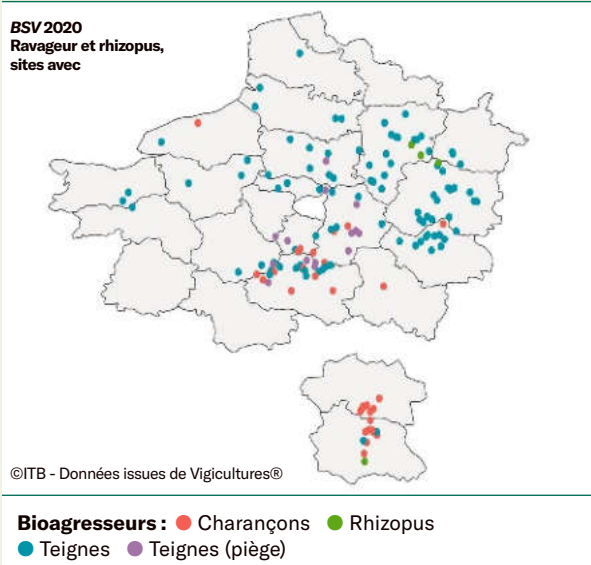 BSV 2020
Ravageur et rhizopus,
sites avec
©ITB - Données issues de Vigicultures®
Bioagresseurs : Charançons Rhizopus
Teignes Teignes (piège)